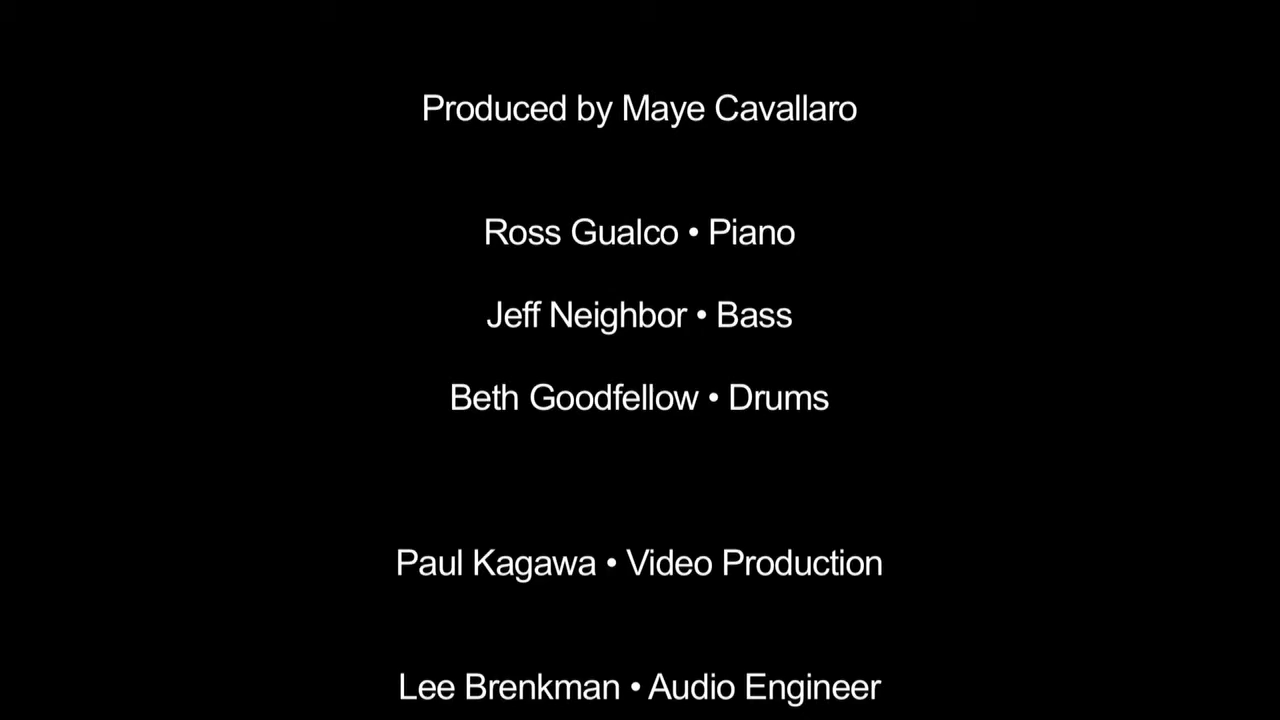 Produced by Maye Cavallaro
Ross Gualco • Piano
Jeff Neighbor • Bass
Beth Goodfellow • Drums
Paul Kagawa • Video Production
Lee Brenkman • Audio Engineer